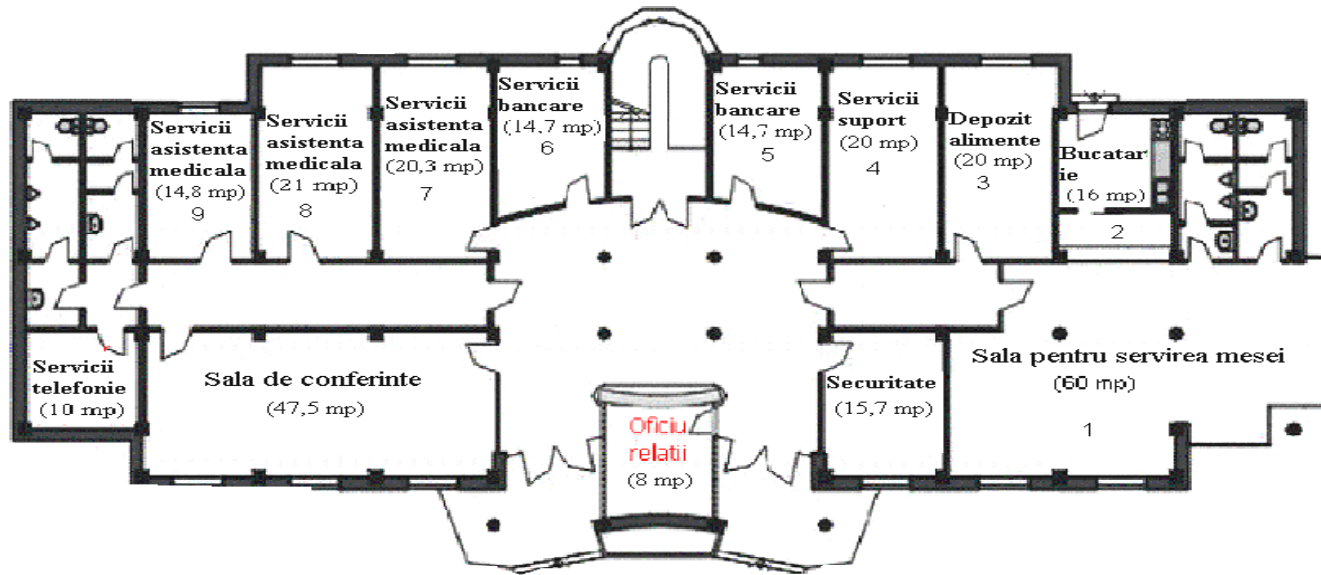 Servicii
asistenta
medicala
(14,8 mp)
9
Servicii
asistenta
medicala
(21 mp)
8
Servicii
asistenta
medicala
(20,3 mp)
7
Servicii
bancare
(14,7 mp)
6
Servicii
bancare
(14,7 mp)
5
Servicii
suport
(20 mp)
4
Depozit
alimente
(20 mp)
3
Bucatar
ie
(16 mp)
2
Servicii
telefonie
(10 mp)
Sala de conferinte
(47,5 mp)
Oficiu
relatii
(8 mp)
Securitate
(15,7 mp)
Sala pentru servirea mesei
(60 mp)
1